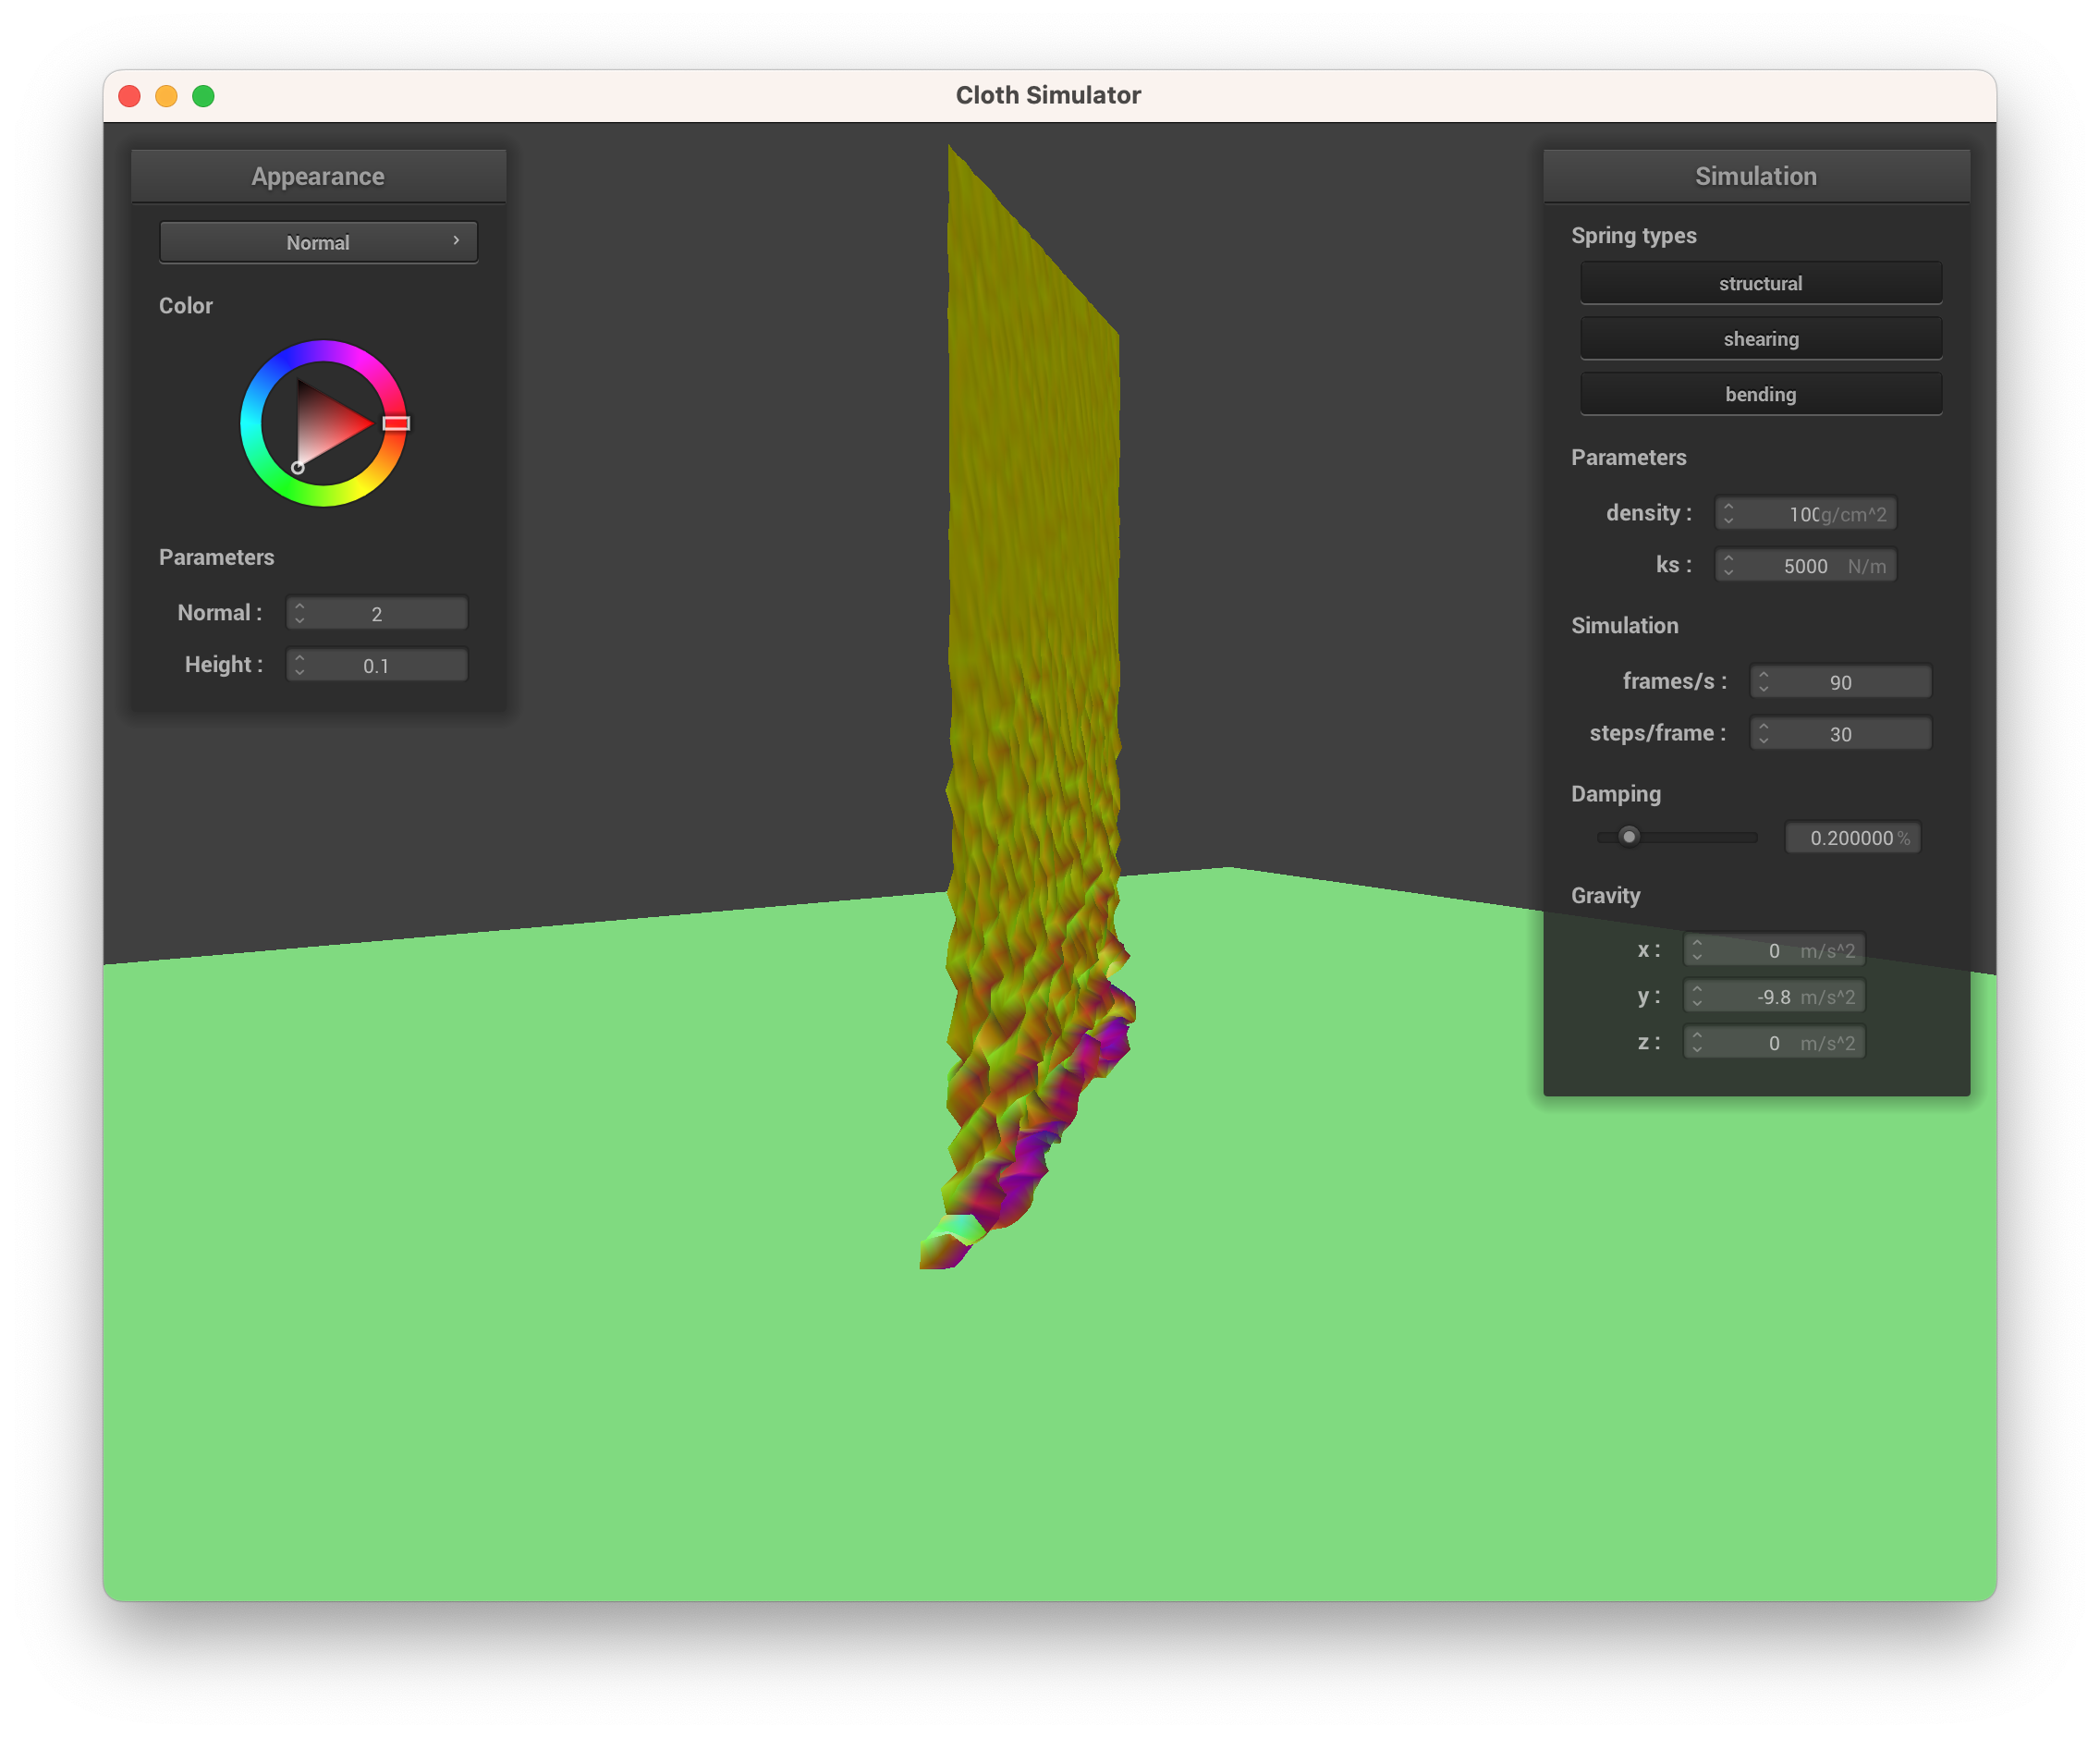 Cloth Simulator
Appearance
Normal
Color
Parameters
Normal :
2
Height :
0.1
Simulation
Spring types
structural
shearing
bending
Parameters
density :
g/cm^2
ks :
5000 N/m
Simulation
frames/s :
90
steps/frame :
30
Damping
0.200000 %
Gravity
x :
0 m/s^2
y :
-9.8 m/s^2
z :
0 m/s^2